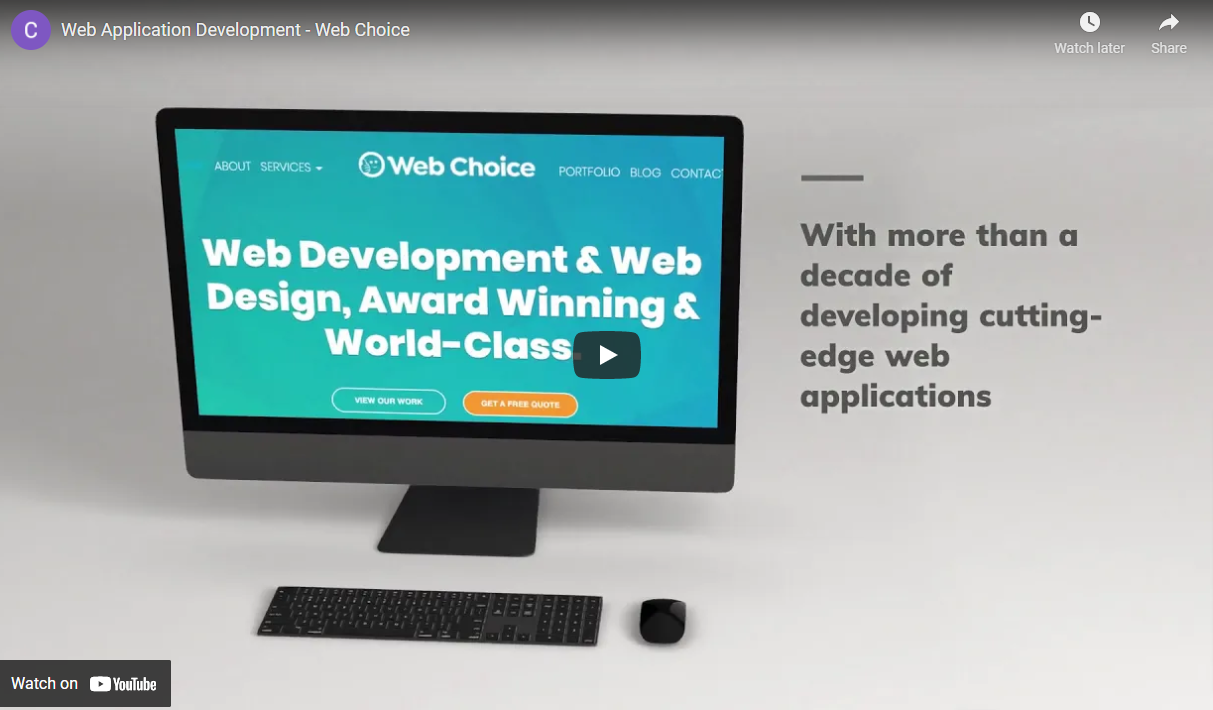 C
Web Application Development - Web Choice
Watch later
Share
ABOUT SERVICES
Web Choice
PORTFOLIO BLOG CONTACT
Web Development & Web
Design, Award Winning &
World-Class.
VIEW OUR WORK
GET A FREE QUOTE
With more than a
decade of
developing cutting-
edge web
applications
Watch on
YouTube